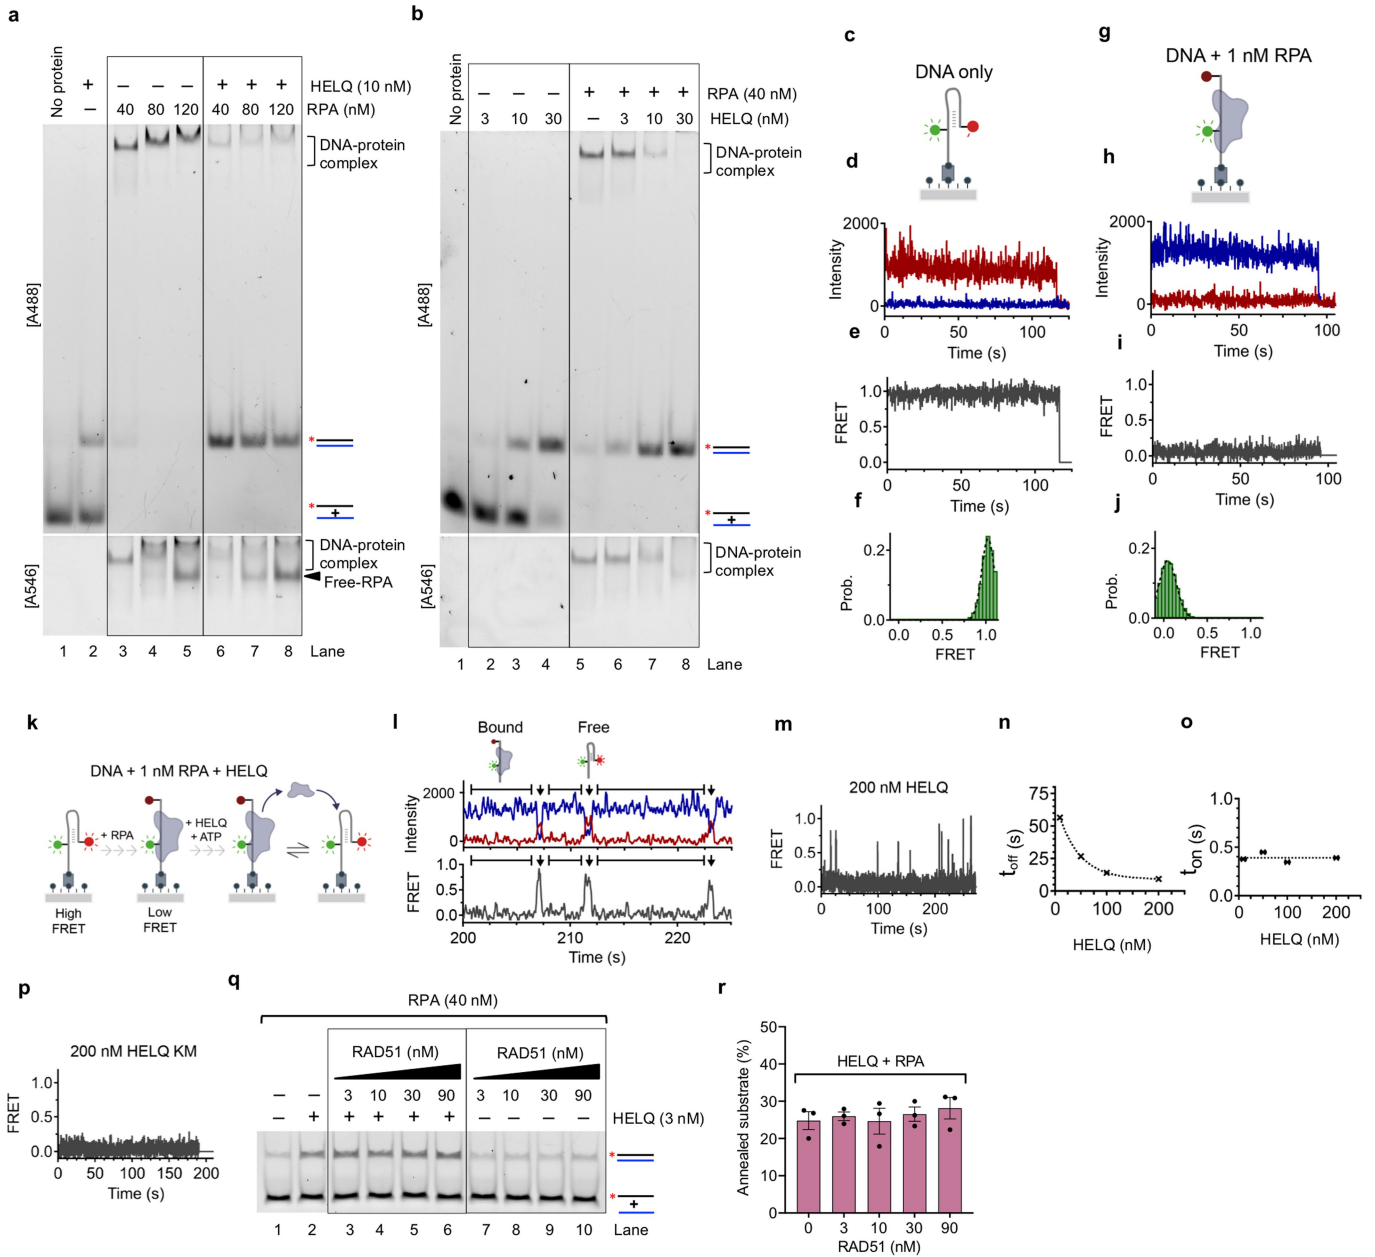 a
No protein
+ − − − + + + HELQ (10 nM)
− 40 80 120 40 80 120 RPA (nM)
DNA-protein
complex
[A488]
*
*
+
[A546]
DNA-protein
complex
Free-RPA
1 2 3 4 5 6 7 8 Lane
b
No protein
− − − + + + + RPA (40 nM)
3 10 30 − 3 10 30 HELQ (nM)
DNA-protein
complex
[A488]
*
*
+
[A546]
DNA-protein
complex
1 2 3 4 5 6 7 8 Lane
c
DNA only
d
2000
0
Intensity
0 50 100
Time (s)
e
1.0
0.5
0.0
FRET
0 50 100
Time (s)
f
0.2
0.0
Prob.
0.0 0.5 1.0
FRET
g
DNA + 1 nM RPA
h
2000
0
Intensity
0 50 100
Time (s)
i
1.0
0.5
0.0
FRET
0 50 100
Time (s)
j
0.2
0.0
Prob.
0.0 0.5 1.0
FRET
k
DNA + 1 nM RPA + HELQ
+ RPA
+ HELQ
+ ATP
High
FRET
Low
FRET
l
Bound Free
2000
0
Intensity
1.0
0.5
0.0
FRET
200 210 220
Time (s)
m
200 nM HELQ
1.0
0.5
0.0
FRET
0 100 200
Time (s)
n
75
50
25
0
toff (s)
0 100 200
HELQ (nM)
o
1.0
0.5
0.0
ton (s)
0 100 200
HELQ (nM)
p
200 nM HELQ KM
1.0
0.5
0.0
FRET
0 50 100 150 200
Time (s)
q
RPA (40 nM)
RAD51 (nM) RAD51 (nM)
− − 3 10 30 90 3 10 30 90
− + + + + + − − − − HELQ (3 nM)
*
*
+
1 2 3 4 5 6 7 8 9 10 Lane
r
50
40
30
20
10
0
Annealed substrate (%)
HELQ + RPA
0 3 10 30 90
RAD51 (nM)